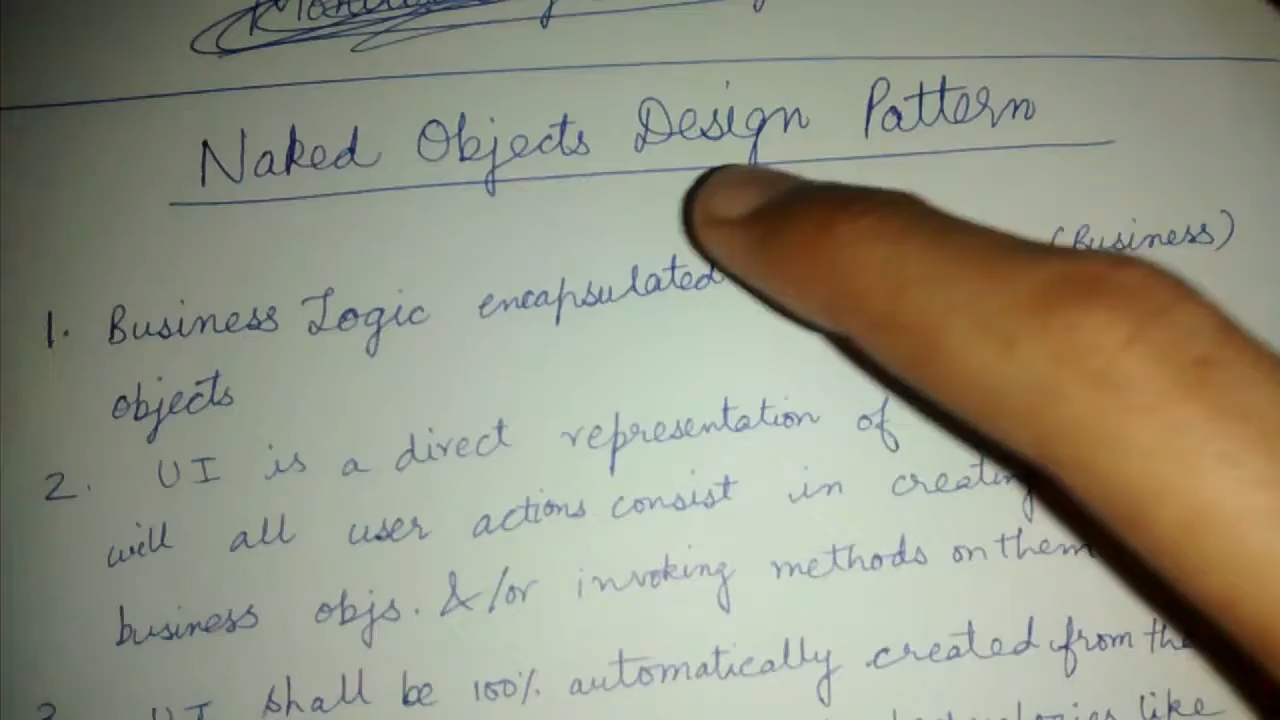 Naked Objects Design Pattern
(Business)
1. Business Logic encapsulated
objects
2. UI is a direct representation of
will all user actions consist in creating
business objs. &/or invoking methods on them
UI shall be 100% automatically created from the
like